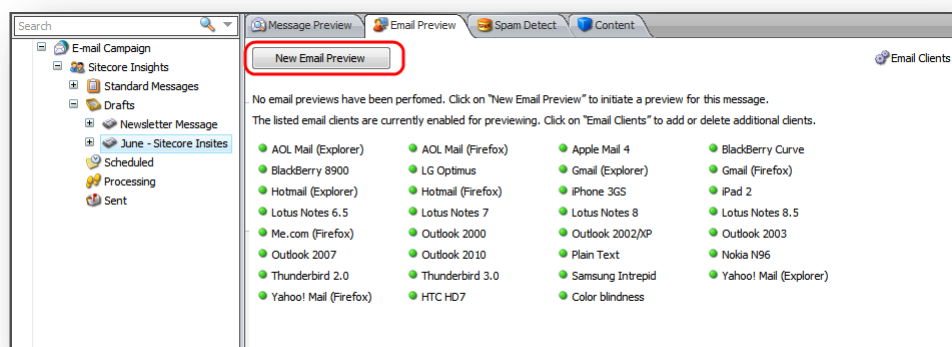 Search
E-mail Campaign
Sitecore Insights
Standard Messages
Drafts
Newsletter Message
June - Sitecore Insites
Scheduled
Processing
Sent
Message Preview Email Preview Spam Detect Content
New Email Preview
Email Clients
No email previews have been perfomed. Click on "New Email Preview" to initiate a preview for this message.
The listed email clients are currently enabled for previewing. Click on "Email Clients" to add or delete additional clients.
AOL Mail (Explorer) AOL Mail (Firefox) Apple Mail 4 BlackBerry Curve
BlackBerry 8900 LG Optimus Gmail (Explorer) Gmail (Firefox)
Hotmail (Explorer) Hotmail (Firefox) iPhone 3GS iPad 2
Lotus Notes 6.5 Lotus Notes 7 Lotus Notes 8 Lotus Notes 8.5
Me.com (Firefox) Outlook 2000 Outlook 2002/XP Outlook 2003
Outlook 2007 Outlook 2010 Plain Text Nokia N96
Thunderbird 2.0 Thunderbird 3.0 Samsung Intrepid Yahoo! Mail (Explorer)
Yahoo! Mail (Firefox) HTC HD7 Color blindness